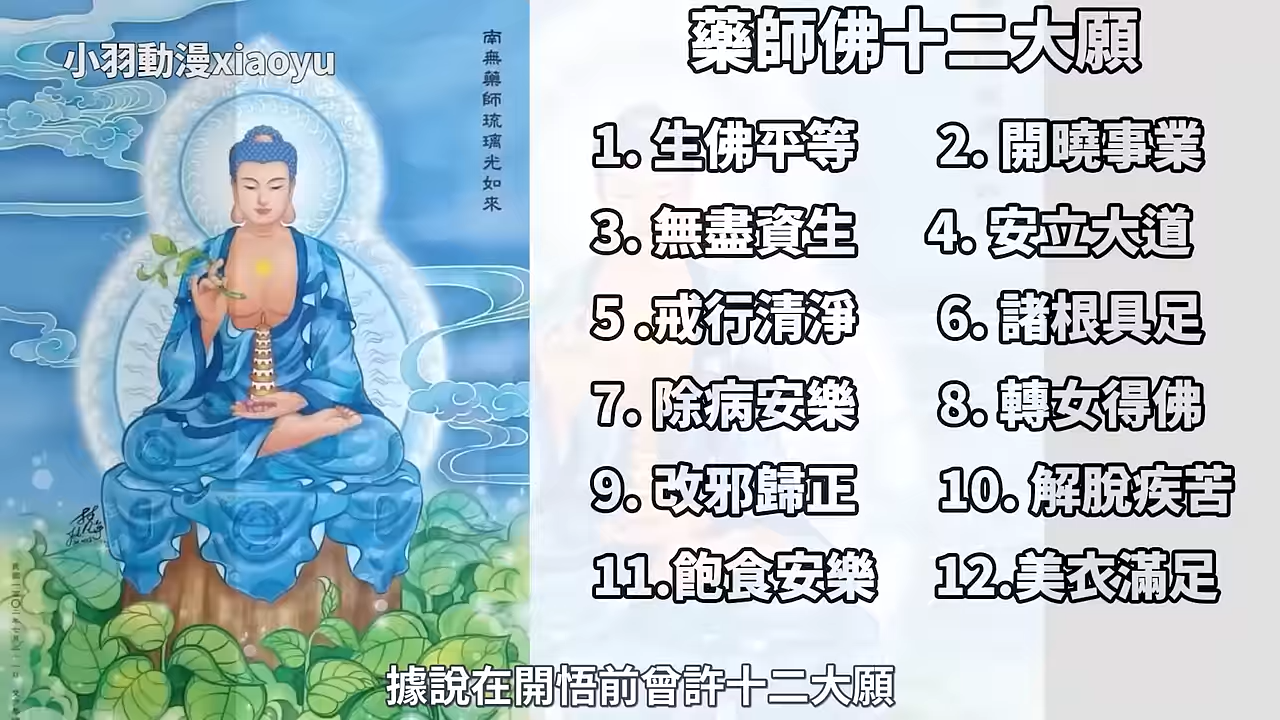 小羽動漫xiaoyu
南無藥師琉璃光如來
藥師佛十二大願
1. 生佛平等 2. 開曉事業
3. 無盡資生 4. 安立大道
5 .戒行清淨 6. 諸根具足
7. 除病安樂 8. 轉女得佛
9. 改邪歸正 10. 解脫疾苦
11.飽食安樂 12.美衣滿足
據說在開悟前曾許十二大願